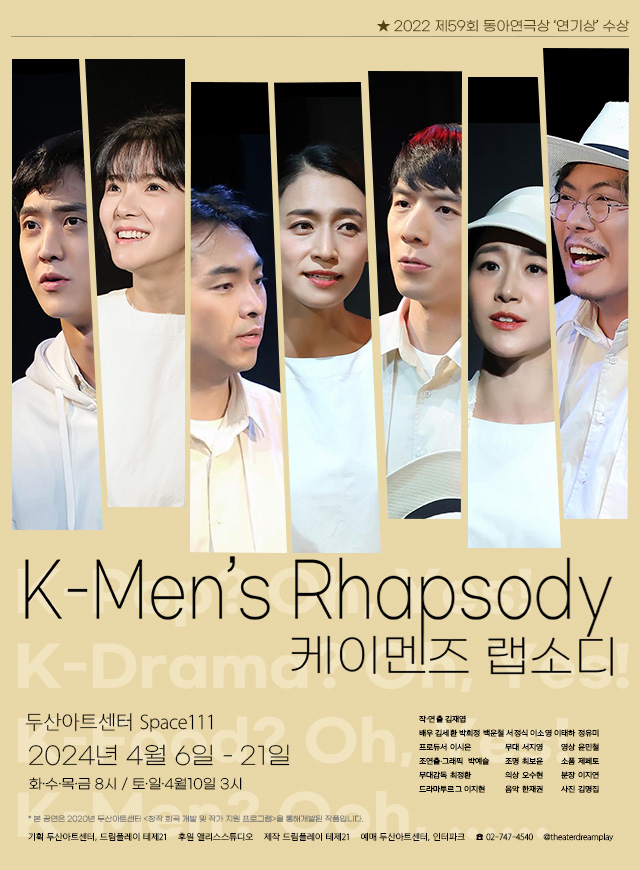 ★ 2022 제59회 동아연극상 ‘연기상’ 수상
K-Men’s Rhapsody
케이멘즈 랩소디
K-Pop? Oh, Yes!
K-Drama? Oh, Yes!
K-Food? Oh, Yes!
K-Men? Ooh........
두산아트센터 Space111
2024년 4월 6일 - 21일
화·수·목·금 8시 / 토·일·4월10일 3시
작·연출 김재엽
배우 김세환 박희정 백운철 서정식 이소영 이태하 정유미
프로듀서 이시은 무대 서지영 영상 윤민철
조연출·그래픽 박예슬 조명 최보윤 소품 제페토
무대감독 최정환 의상 오수현 분장 이지연
드라마투르그 이지현 음악 한재권 사진 김명집
* 본 공연은 2020년 두산아트센터 <창작 희곡 개발 및 작가 지원 프로그램>을 통해개발된 작품입니다.
기획 두산아트센터, 드림플레이 테제21 후원 앨리스스튜디오 제작 드림플레이 테제21 예매 두산아트센터, 인터파크 ☎ 02-747-4540 @theaterdreamplay